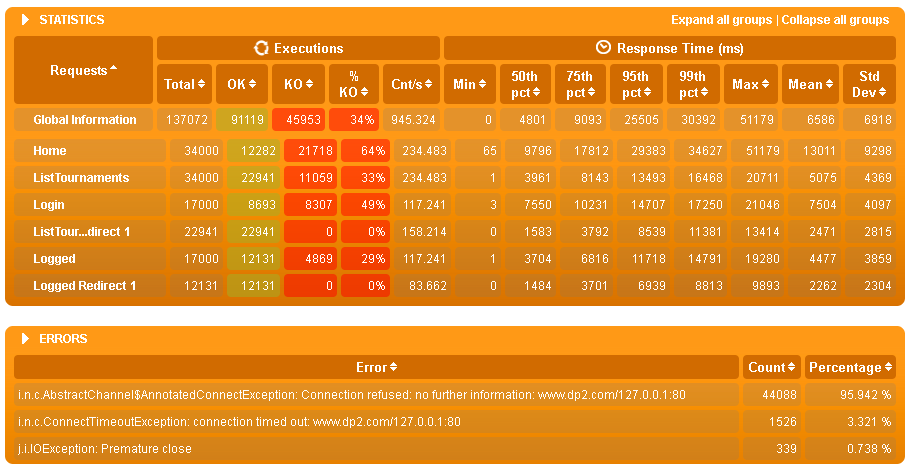 STATISTICS Expand all groups | Collapse all groups
Requests Executions Response Time (ms)
Total OK KO % KO Cnt/s Min 50th pct 75th pct 95th pct 99th pct Max Mean Std Dev
Global Information 137072 91119 45953 34% 945.324 0 4801 9093 25505 30392 51179 6586 6918
Home 34000 12282 21718 64% 234.483 65 9796 17812 29383 34627 51179 13011 9298
ListTournaments 34000 22941 11059 33% 234.483 1 3961 8143 13493 16468 20711 5075 4369
Login 17000 8693 8307 49% 117.241 3 7550 10231 14707 17250 21046 7504 4097
ListTour...direct 1 22941 22941 0 0% 158.214 0 1583 3792 8539 11381 13414 2471 2815
Logged 17000 12131 4869 29% 117.241 1 3704 6816 11718 14791 19280 4477 3859
Logged Redirect 1 12131 12131 0 0% 83.662 0 1484 3701 6939 8813 9893 2262 2304
ERRORS
Error Count Percentage
i.n.c.AbstractChannel$AnnotatedConnectException: Connection refused: no further information: www.dp2.com/127.0.0.1:80 44088 95.942 %
i.n.c.ConnectTimeoutException: connection timed out: www.dp2.com/127.0.0.1:80 1526 3.321 %
j.i.IOException: Premature close 339 0.738 %